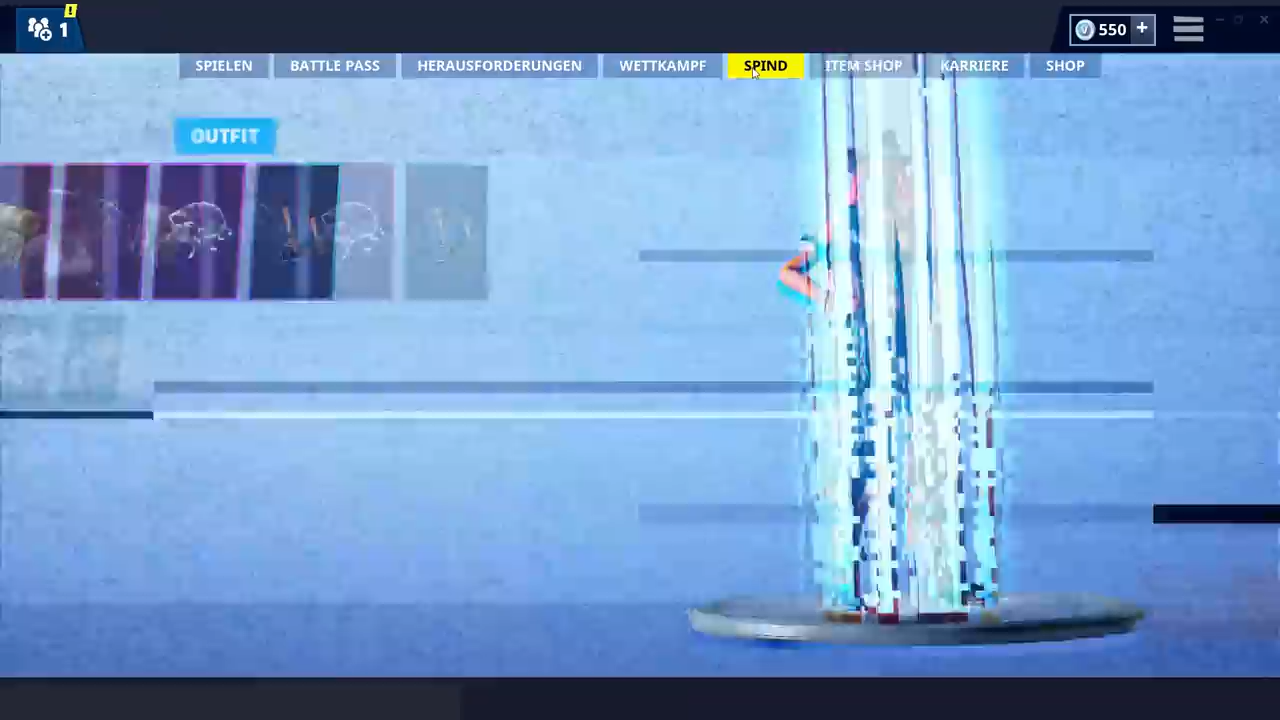 !
1
550 +
SPIELEN BATTLE PASS HERAUSFORDERUNGEN WETTKAMPF SPIND ITEM SHOP KARRIERE SHOP
OUTFIT